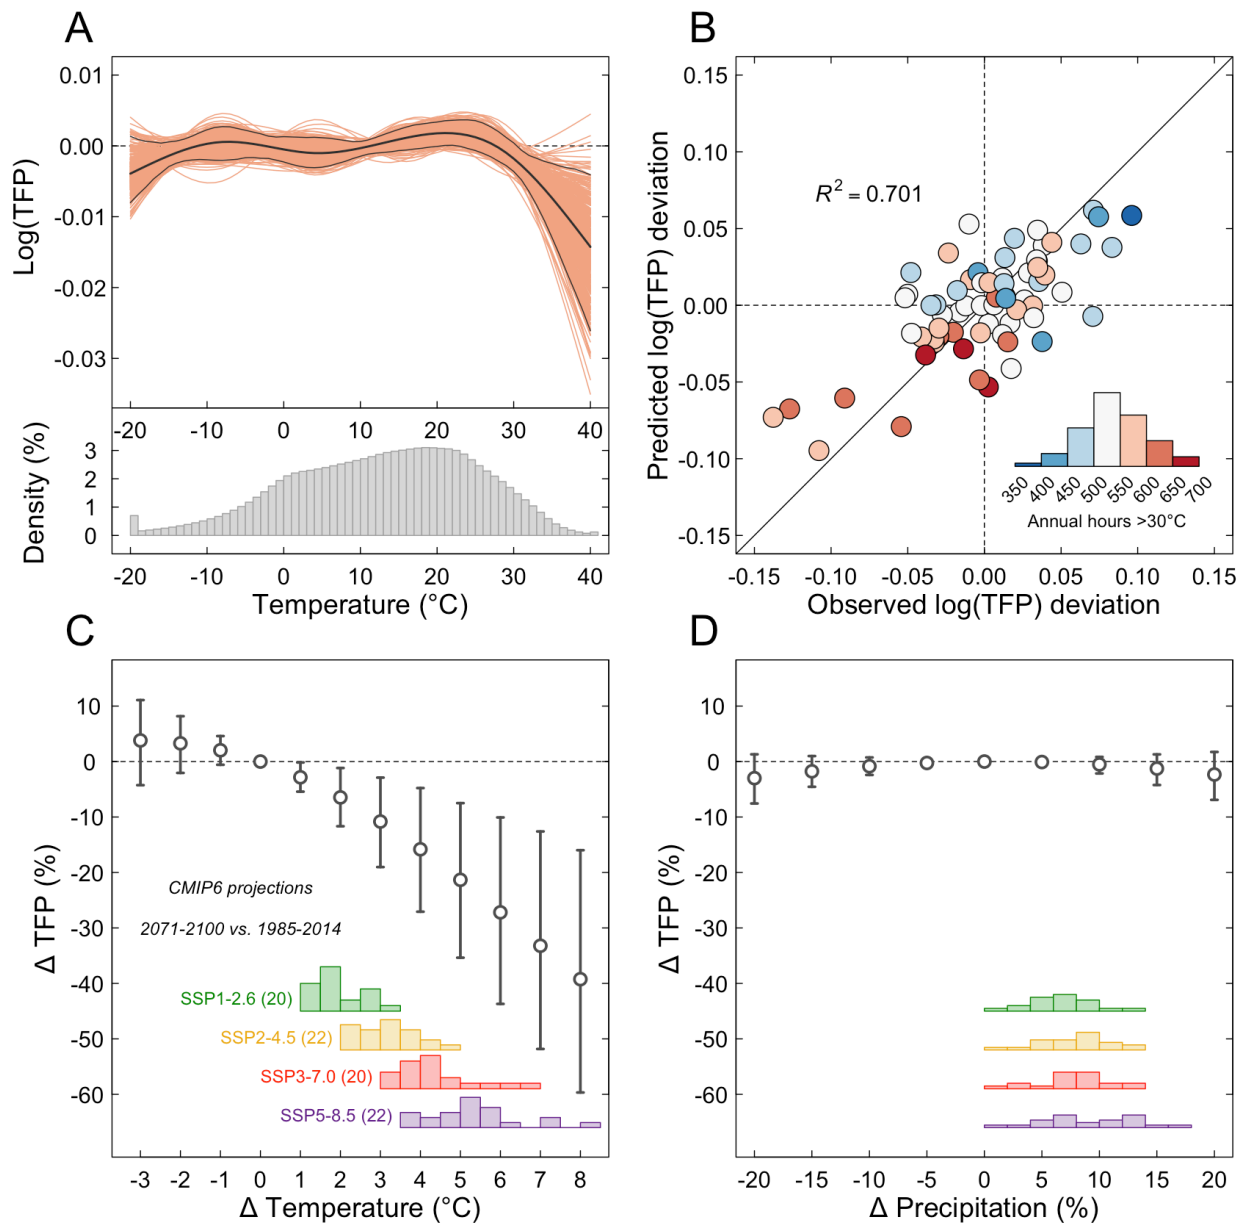 A
0.01
0.00
-0.01
-0.02
-0.03
Log(TFP)
-20 -10 0 10 20 30 40
3
2
1
0
Density (%)
-20 -10 0 10 20 30 40
Temperature (°C)
B
0.15
0.10
0.05
0.00
-0.05
-0.10
-0.15
Predicted log(TFP) deviation
R² = 0.701
350 400 450 500 550 600 650 700
Annual hours >30°C
-0.15 -0.10 -0.05 0.00 0.05 0.10 0.15
Observed log(TFP) deviation
C
10
0
-10
-20
-30
-40
-50
-60
Δ TFP (%)
CMIP6 projections
2071-2100 vs. 1985-2014
SSP1-2.6 (20)
SSP2-4.5 (22)
SSP3-7.0 (20)
SSP5-8.5 (22)
-3 -2 -1 0 1 2 3 4 5 6 7 8
Δ Temperature (°C)
D
10
0
-10
-20
-30
-40
-50
-60
Δ TFP (%)
-20 -15 -10 -5 0 5 10 15 20
Δ Precipitation (%)